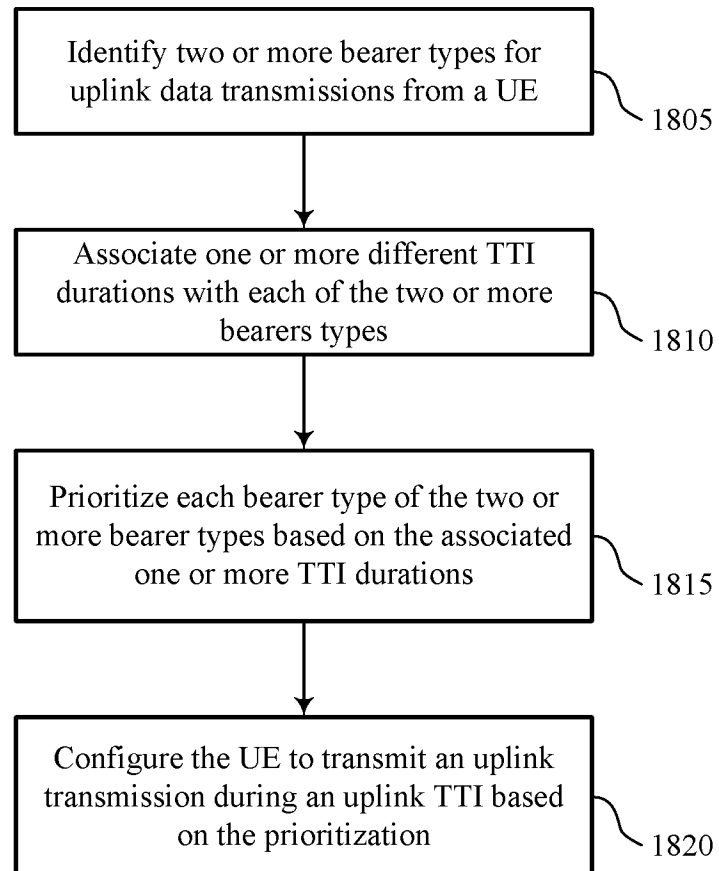 Identify two or more bearer types for
uplink data transmissions from a UE
1805
Associate one or more different TTI
durations with each of the two or more
bearers types
1810
Prioritize each bearer type of the two or
more bearer types based on the associated
one or more TTI durations
1815
Configure the UE to transmit an uplink
transmission during an uplink TTI based
on the prioritization
1820